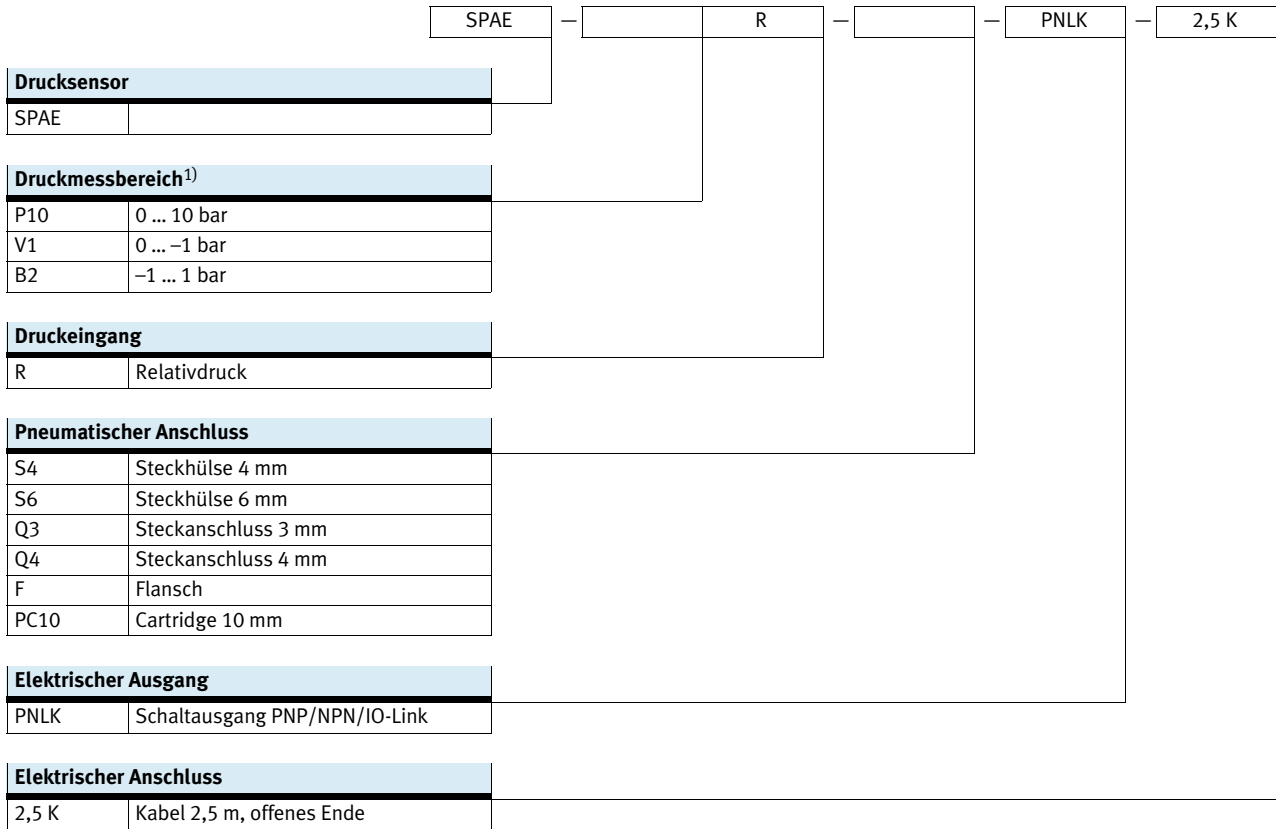 SPAE — R — — PNLK — 2,5 K
Drucksensor
SPAE
Druckmessbereich1)
P10 0 ... 10 bar
V1 0 ... –1 bar
B2 –1 ... 1 bar
Druckeingang
R Relativdruck
Pneumatischer Anschluss
S4 Steckhülse 4 mm
S6 Steckhülse 6 mm
Q3 Steckanschluss 3 mm
Q4 Steckanschluss 4 mm
F Flansch
PC10 Cartridge 10 mm
Elektrischer Ausgang
PNLK Schaltausgang PNP/NPN/IO-Link
Elektrischer Anschluss
2,5 K Kabel 2,5 m, offenes Ende